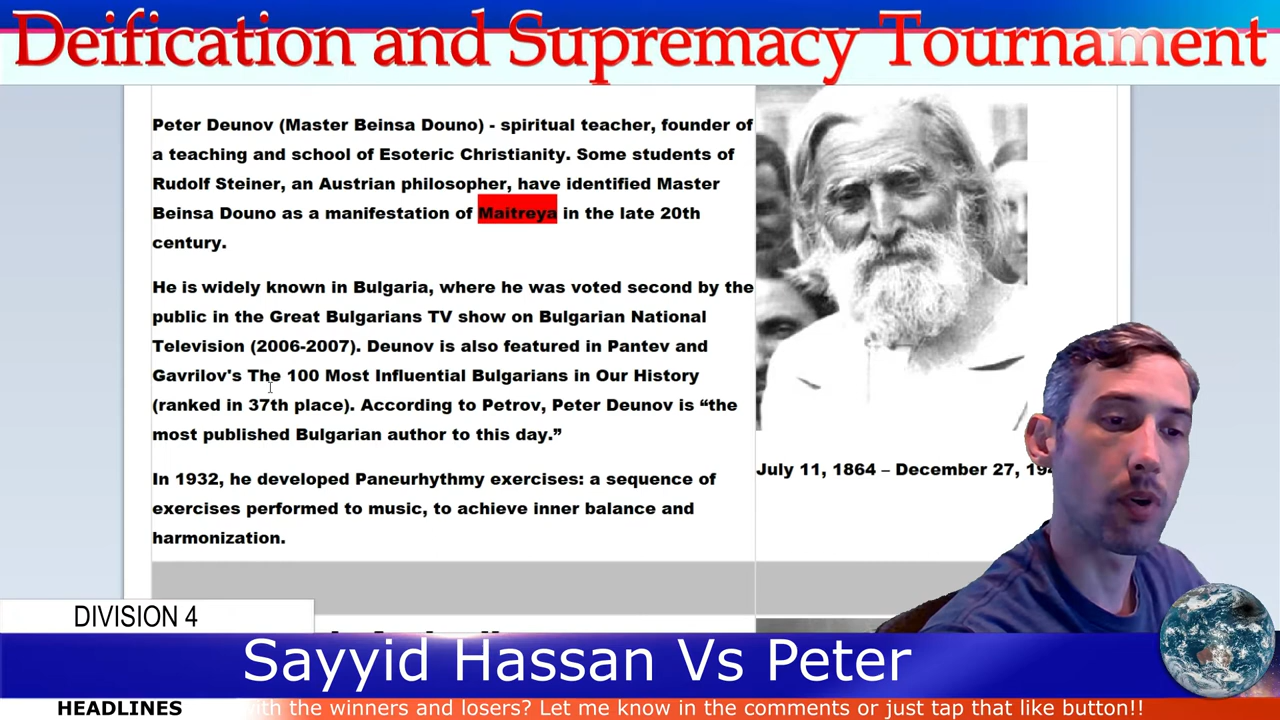 Deification and Supremacy Tournament
Peter Deunov (Master Beinsa Douno) - spiritual teacher, founder of
a teaching and school of Esoteric Christianity. Some students of
Rudolf Steiner, an Austrian philosopher, have identified Master
Beinsa Douno as a manifestation of Maitreya in the late 20th
century.
He is widely known in Bulgaria, where he was voted second by the
public in the Great Bulgarians TV show on Bulgarian National
Television (2006-2007). Deunov is also featured in Pantev and
Gavrilov's The 100 Most Influential Bulgarians in Our History
(ranked in 37th place). According to Petrov, Peter Deunov is “the
most published Bulgarian author to this day.”
In 1932, he developed Paneurhythmy exercises: a sequence of
exercises performed to music, to achieve inner balance and
harmonization.
July 11, 1864 – December 27,
DIVISION 4
Sayyid Hassan Vs Peter
HEADLINES
the winners and losers? Let me know in the comments or just tap that like button!!